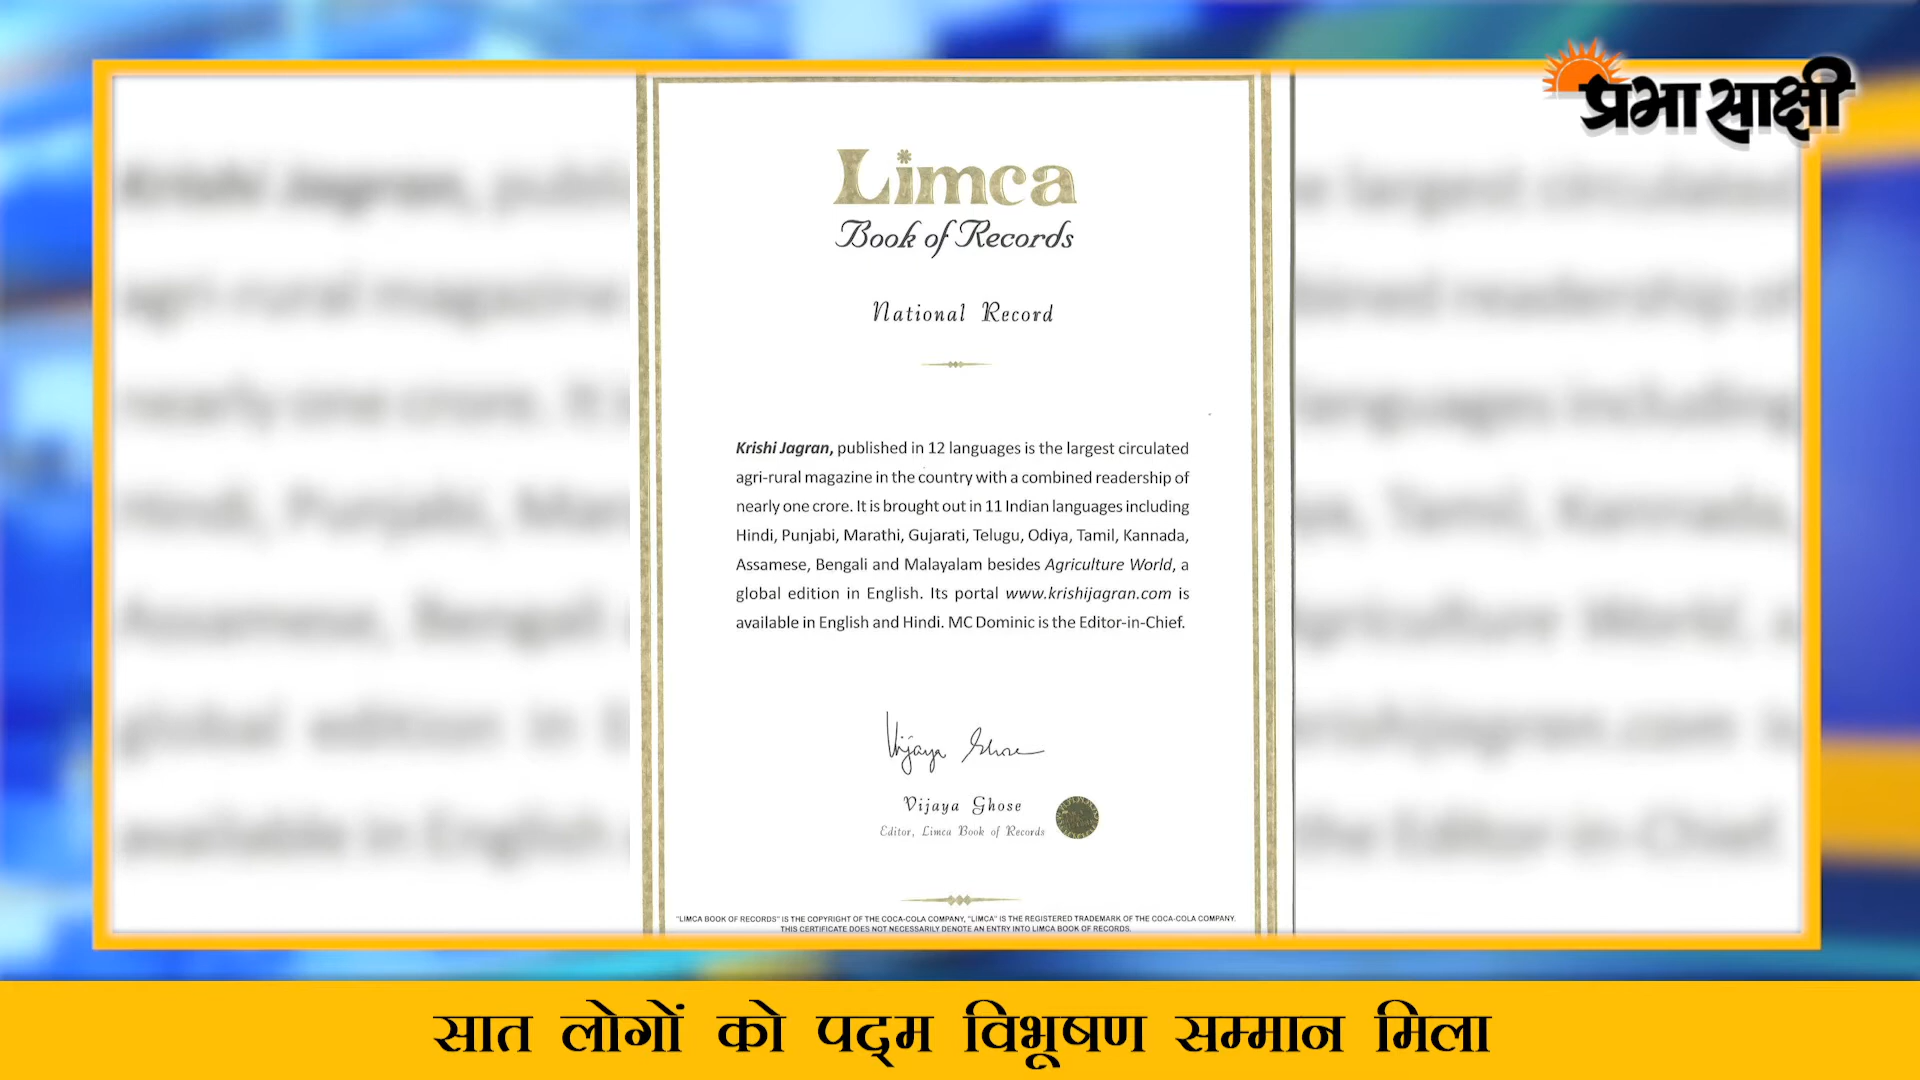 प्रभासाक्षी
Limca
Book of Records
National Record
Krishi Jagran, published in 12 languages is the largest circulated
agri-rural magazine in the country with a combined readership of
nearly one crore. It is brought out in 11 Indian languages including
Hindi, Punjabi, Marathi, Gujarati, Telugu, Odiya, Tamil, Kannada,
Assamese, Bengali and Malayalam besides Agriculture World, a
global edition in English. Its portal www.krishijagran.com is
available in English and Hindi. MC Dominic is the Editor-in-Chief.
Vijaya Ghose
Vijaya Ghose
Editor, Limca Book of Records
"LIMCA BOOK OF RECORDS" IS THE COPYRIGHT OF THE COCA-COLA COMPANY, "LIMCA" IS THE REGISTERED TRADEMARK OF THE COCA-COLA COMPANY.
THIS CERTIFICATE DOES NOT NECESSARILY DENOTE AN ENTRY INTO LIMCA BOOK OF RECORDS.
सात लोगों को पद्म विभूषण सम्मान मिला